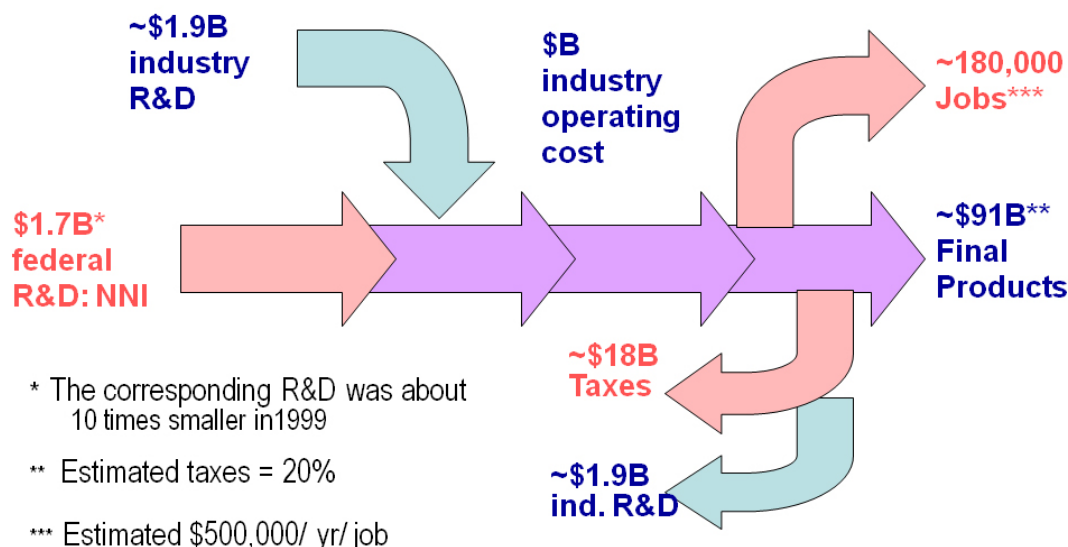 ~$1.9B
industry
R&D
$B
industry
operating
cost
~180,000
Jobs***
$1.7B*
federal
R&D: NNI
~$91B**
Final
Products
~$18B
Taxes
~$1.9B
ind. R&D
* The corresponding R&D was about
10 times smaller in1999
** Estimated taxes = 20%
*** Estimated $500,000/ yr/ job